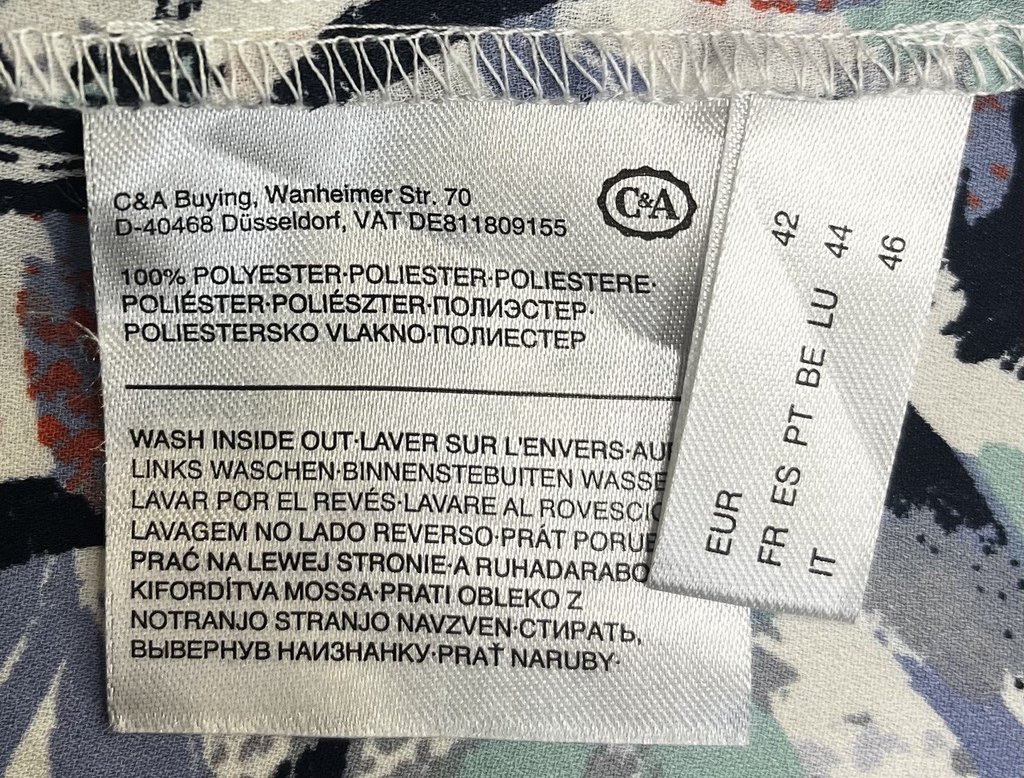 C&A Buying, Wanheimer Str. 70
D-40468 Düsseldorf, VAT DE811809155
C&A
100% POLYESTER·POLIESTER·POLIESTERE·
POLIÉSTER·POLIÉSZTER·ПОЛИЭСТЕР·
POLIESTERSKO VLAKNO·ПОЛИЕСТЕР
WASH INSIDE OUT·LAVER SUR L'ENVERS·
LINKS WASCHEN·BINNENSTEBUITEN
LAVAR POR EL REVÉS·LAVARE AL
LAVAGEM NO LADO REVERSO·PRÁT
PRAĆ NA LEWEJ STRONIE·A
KIFORDÍTVA MOSSA·PRATI OBLEKO Z
NOTRANJO STRANJO NAVZVEN·СТИРАТЬ,
ВЫВЕРНУВ НАИЗНАНКУ·PRAŤ NARUBY·
EUR 42
FR ES PT BE LU 44
IT 46